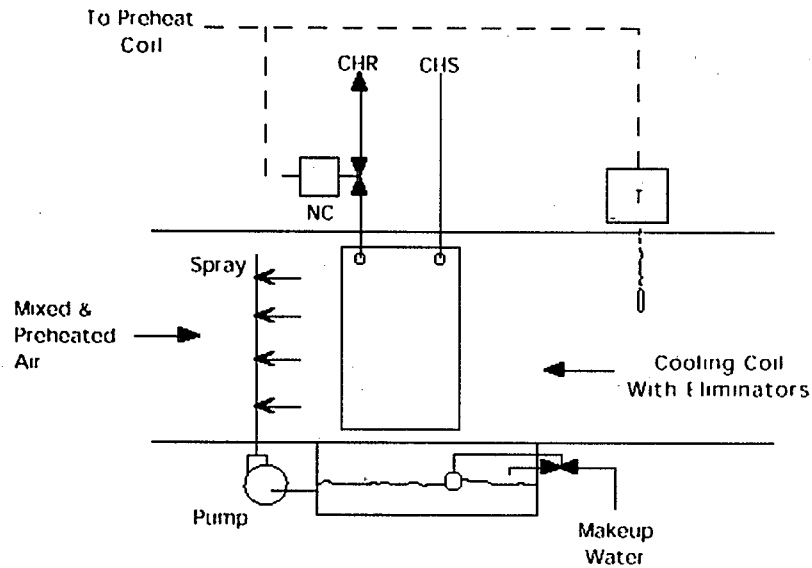 To Preheat
Coil
CHR
CHS
NC
T
Spray
Mixed &
Preheated
Air
Cooling Coil
With Eliminators
Pump
Makeup
Water